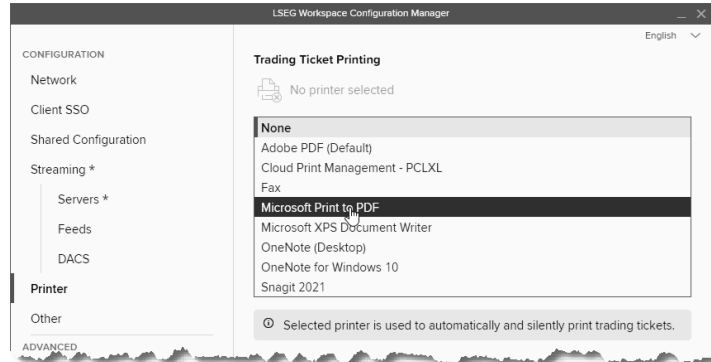 LSEG Workspace Configuration Manager
English
CONFIGURATION
Network
Client SSO
Shared Configuration
Streaming *
Servers *
Feeds
DACS
Printer
Other
ADVANCED
Trading Ticket Printing
No printer selected
None
Adobe PDF (Default)
Cloud Print Management - PCLXL
Fax
Microsoft Print to PDF
Microsoft XPS Document Writer
OneNote (Desktop)
OneNote for Windows 10
Snagit 2021
Selected printer is used to automatically and silently print trading tickets.